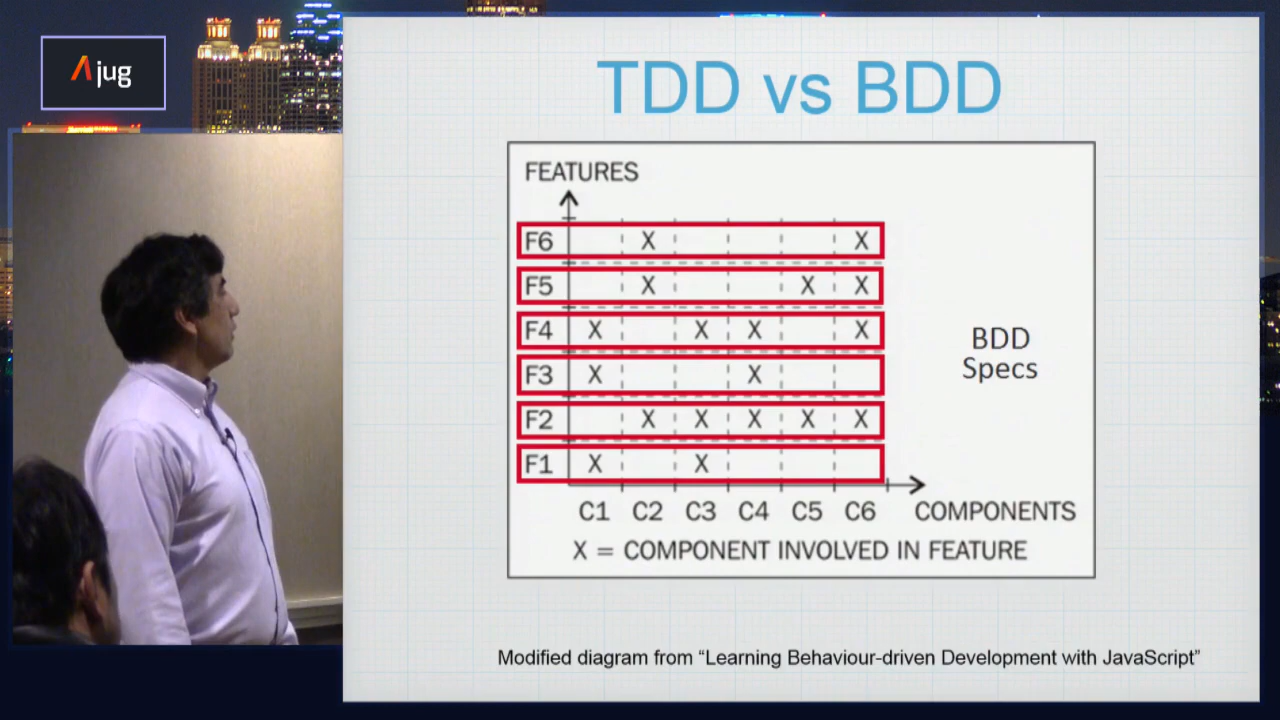 Ajug
TDD vs BDD
FEATURES
F6 X X
F5 X X X
F4 X X X X
F3 X X
F2 X X X X X
F1 X X
C1 C2 C3 C4 C5 C6 COMPONENTS
X = COMPONENT INVOLVED IN FEATURE
BDD
Specs
Modified diagram from “Learning Behaviour-driven Development with JavaScript”